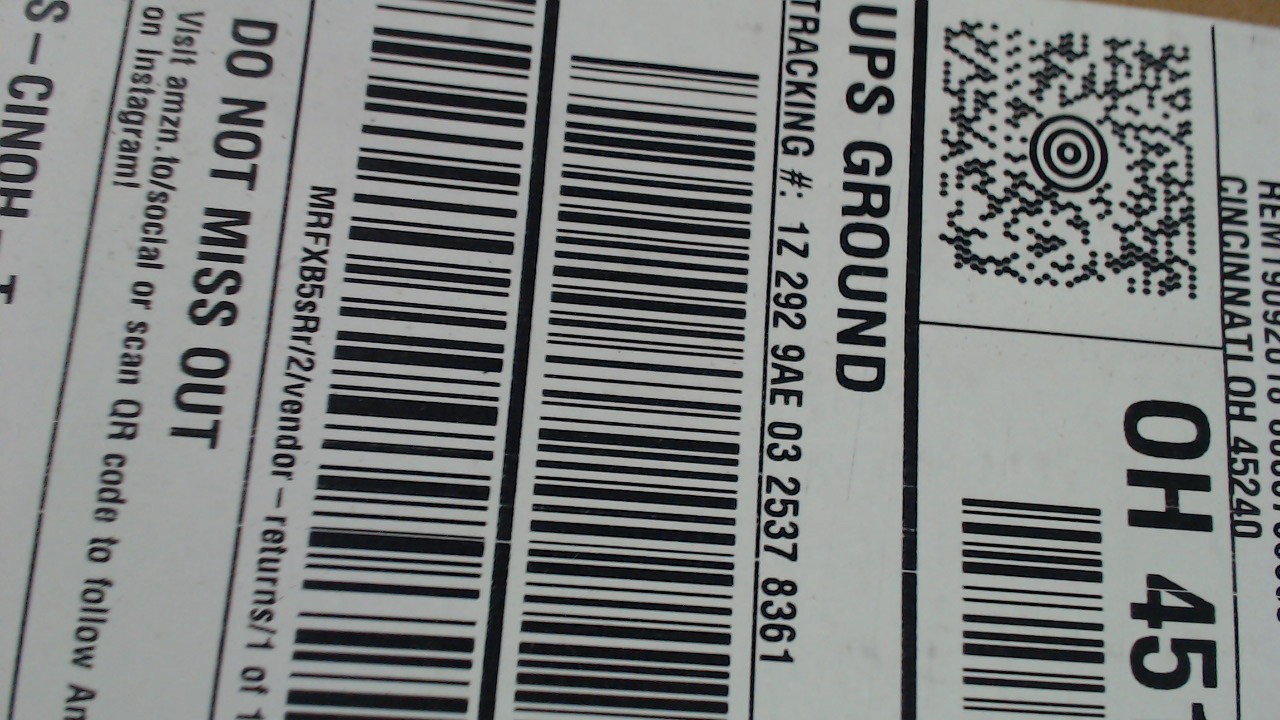 CINCINNATI OH 45240
OH 45
UPS GROUND
TRACKING #: 1Z 292 9AE 03 2537 8361
MRFXB5sRr/2/vendor-returns/1 of 1
DO NOT MISS OUT
Visit amzn.to/social or scan QR code to follow
on Instagram!
S-CINOH-T